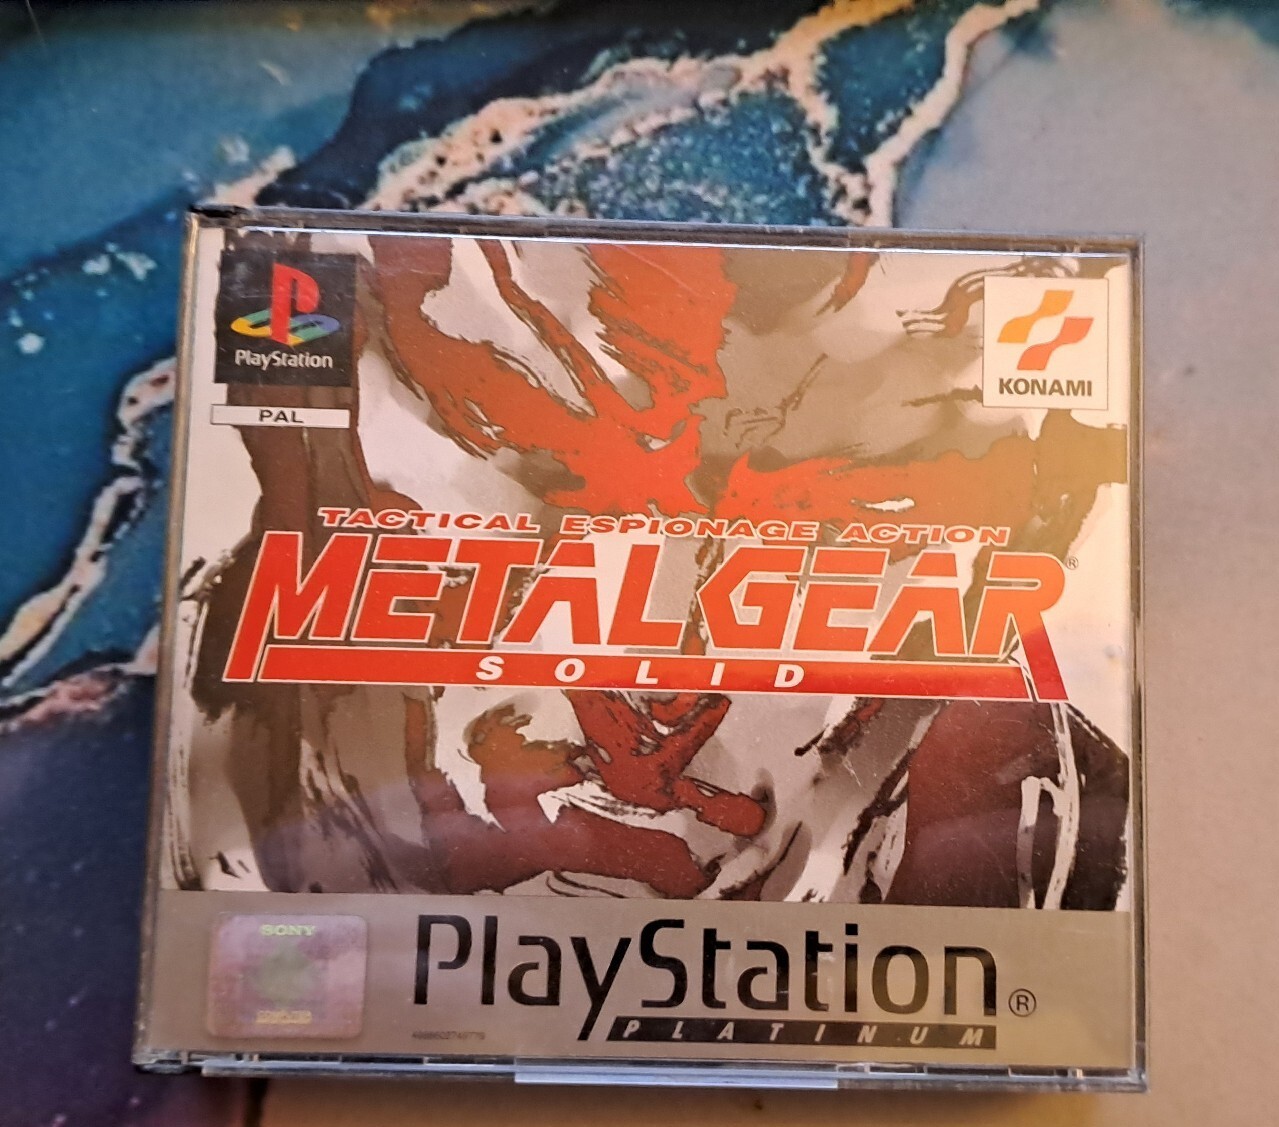 PlayStation
PAL
KONAMI
TACTICAL ESPIONAGE ACTION
METAL GEAR®
SOLID
SONY
PlayStation®
PLATINUM